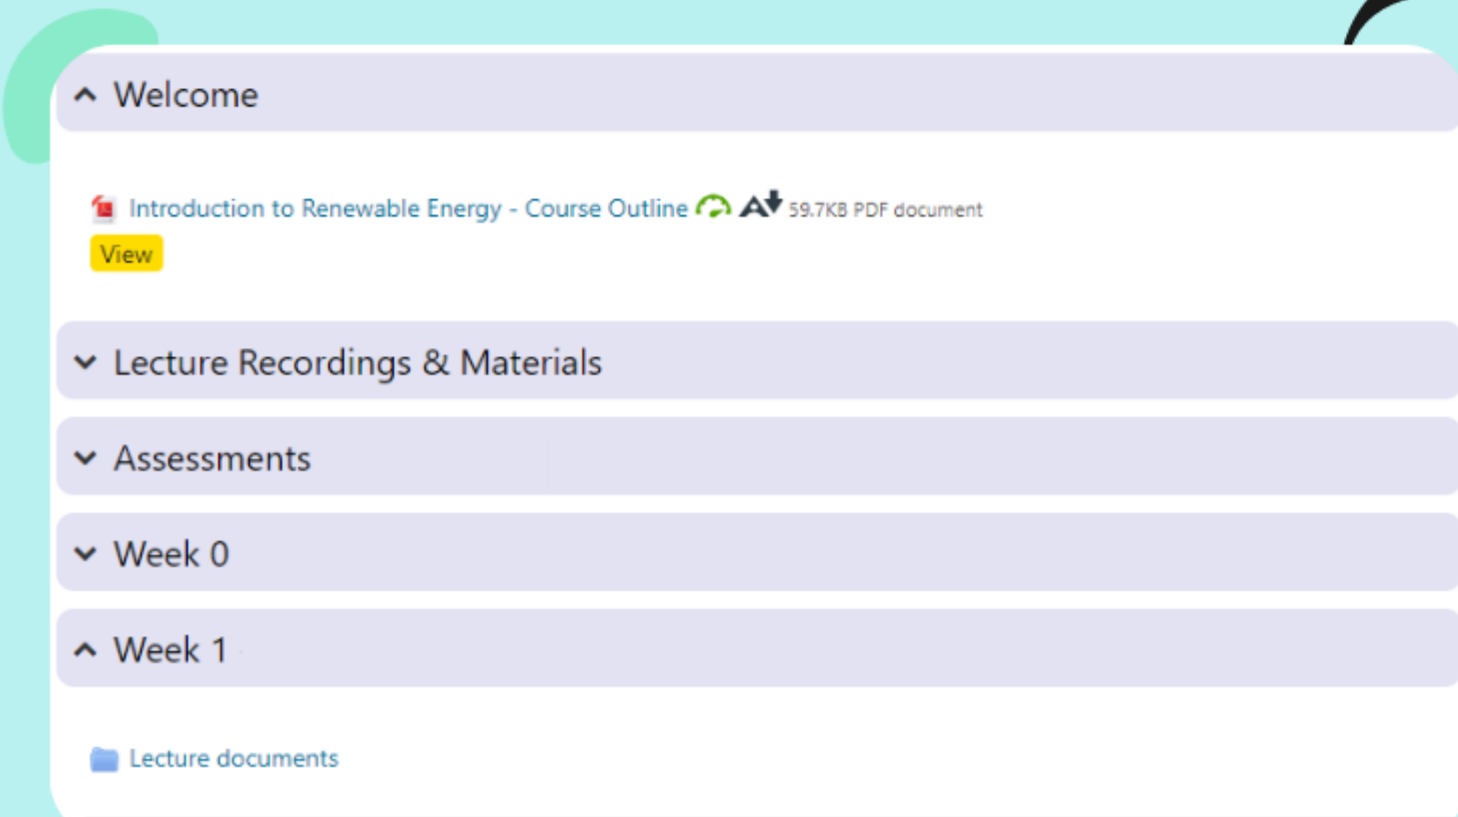 Welcome
Introduction to Renewable Energy - Course Outline 59.7KB PDF document
View
Lecture Recordings & Materials
Assessments
Week 0
Week 1
Lecture documents